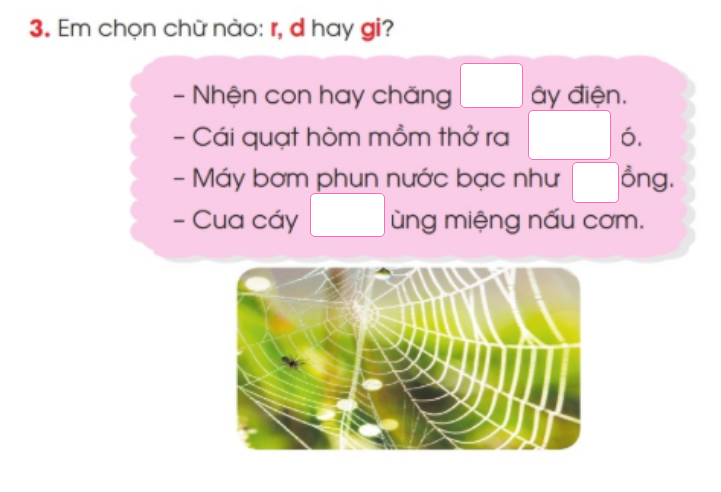 3. Em chọn chữ nào: r, d hay gi?
– Nhện con hay chăng ây điện.
– Cái quạt hòm mồm thở ra ó.
– Máy bơm phun nước bạc như ồng.
– Cua cáy ùng miệng nấu cơm.